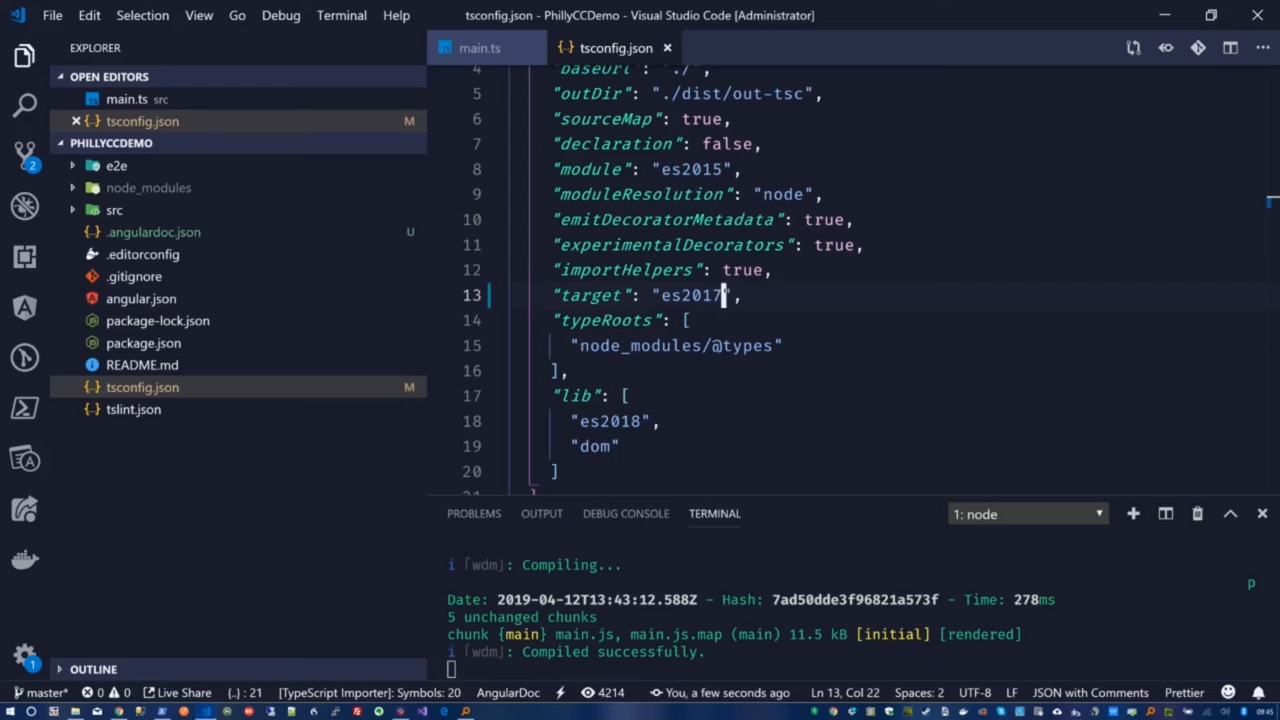 File Edit Selection View Go Debug Terminal Help
tsconfig.json - PhillyCCDemo - Visual Studio Code [Administrator]
EXPLORER
OPEN EDITORS
main.ts src
tsconfig.json M
PHILLYCCDEMO
e2e
node_modules
src
.angulardoc.json U
.editorconfig
.gitignore
angular.json
package-lock.json
package.json
README.md
tsconfig.json M
tslint.json
OUTLINE
2
1
main.ts
tsconfig.json
4 "baseUrl": "./",
5 "outDir": "./dist/out-tsc",
6 "sourceMap": true,
7 "declaration": false,
8 "module": "es2015",
9 "moduleResolution": "node",
10 "emitDecoratorMetadata": true,
11 "experimentalDecorators": true,
12 "importHelpers": true,
13 "target": "es2017",
14 "typeRoots": [
15 "node_modules/@types"
16 ],
17 "lib": [
18 "es2018",
19 "dom"
20 ]
21 }
PROBLEMS OUTPUT DEBUG CONSOLE TERMINAL
1: node
i ｢wdm｣: Compiling...
p
Date: 2019-04-12T13:43:12.588Z - Hash: 7ad50dde3f96821a573f - Time: 278ms
5 unchanged chunks
chunk {main} main.js, main.js.map (main) 11.5 kB [initial] [rendered]
i ｢wdm｣: Compiled successfully.
master* 0 0 Live Share {..} : 21 [TypeScript Importer]: Symbols: 20 AngularDoc 4214 You, a few seconds ago Ln 13, Col 22 Spaces: 2 UTF-8 LF JSON with Comments Prettier
09:45